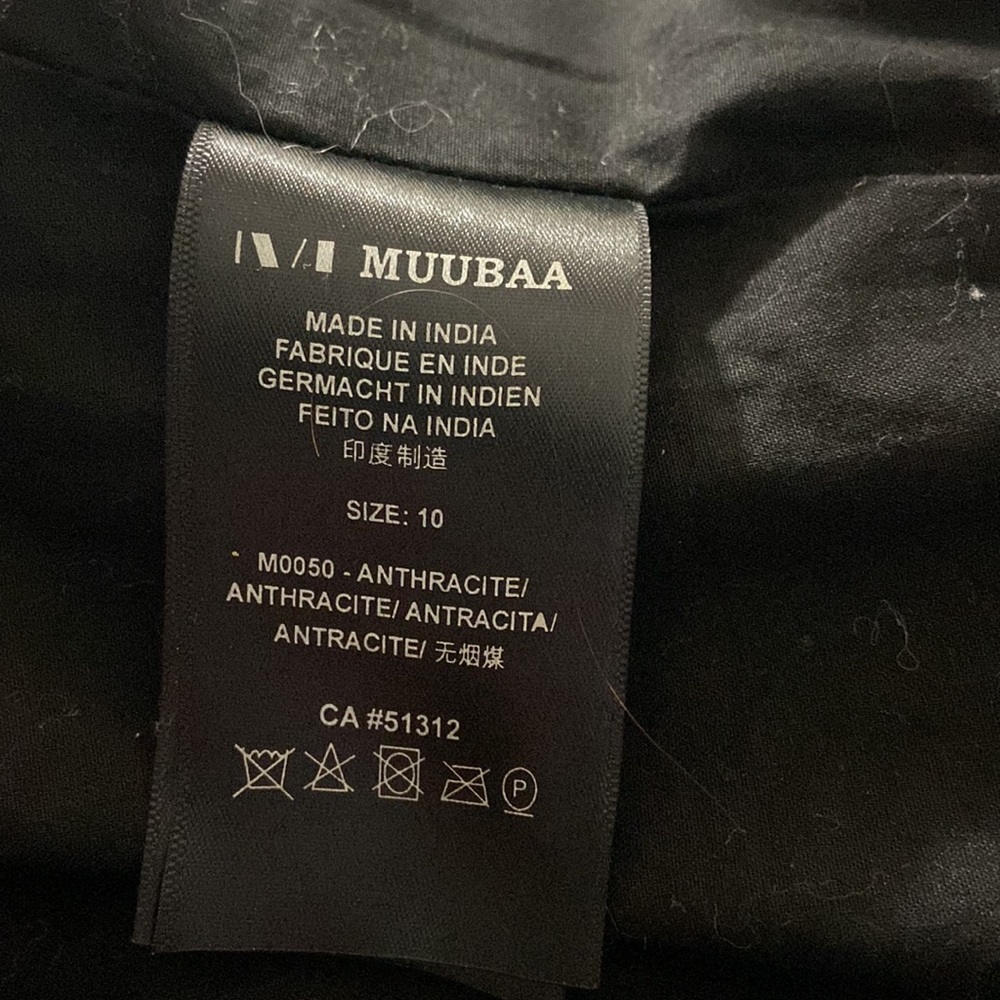 MUUBAA
MADE IN INDIA
FABRIQUE EN INDE
GERMACHT IN INDIEN
FEITO NA INDIA
印度制造
SIZE: 10
M0050 - ANTHRACITE/
ANTHRACITE/ ANTRACITA/
ANTRACITE/ 无烟煤
CA #51312
P